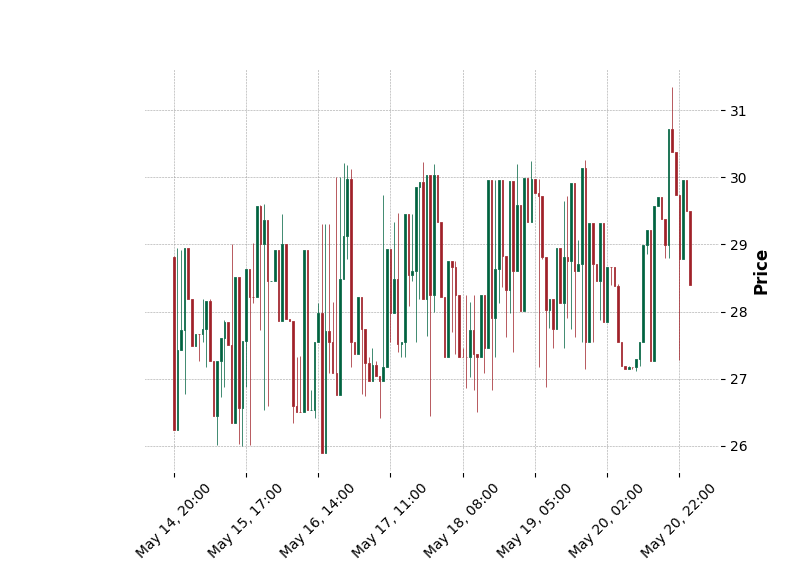 31
30
29
28
27
26
Price
May 14, 20:00
May 15, 17:00
May 16, 14:00
May 17, 11:00
May 18, 08:00
May 19, 05:00
May 20, 02:00
May 20, 22:00